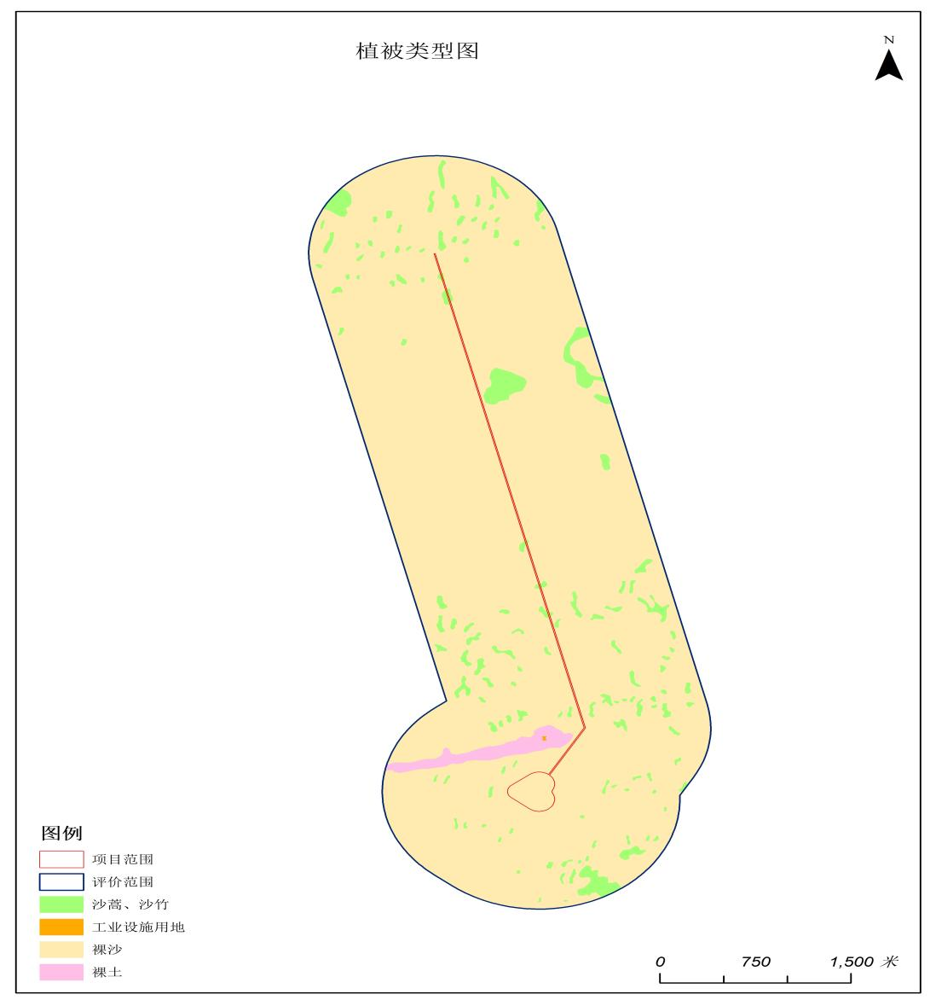 植被类型图
N
图例
项目范围
评价范围
沙蒿、沙竹
工业设施用地
裸沙
裸土
0 750 1,500 米